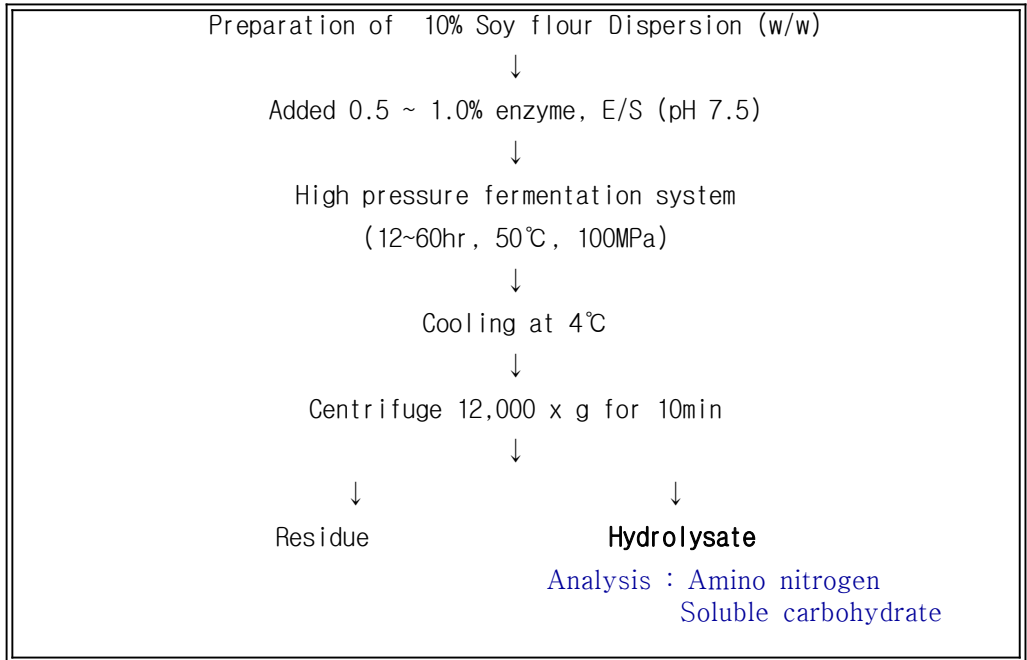 Preparation of 10% Soy flour Dispersion (w/w)
↓
Added 0.5 ~ 1.0% enzyme, E/S (pH 7.5)
↓
High pressure fermentation system
(12~60hr, 50℃, 100MPa)
↓
Cooling at 4℃
↓
Centrifuge 12,000 x g for 10min
↓
↓ ↓
Residue Hydrolysate
Analysis : Amino nitrogen
Soluble carbohydrate